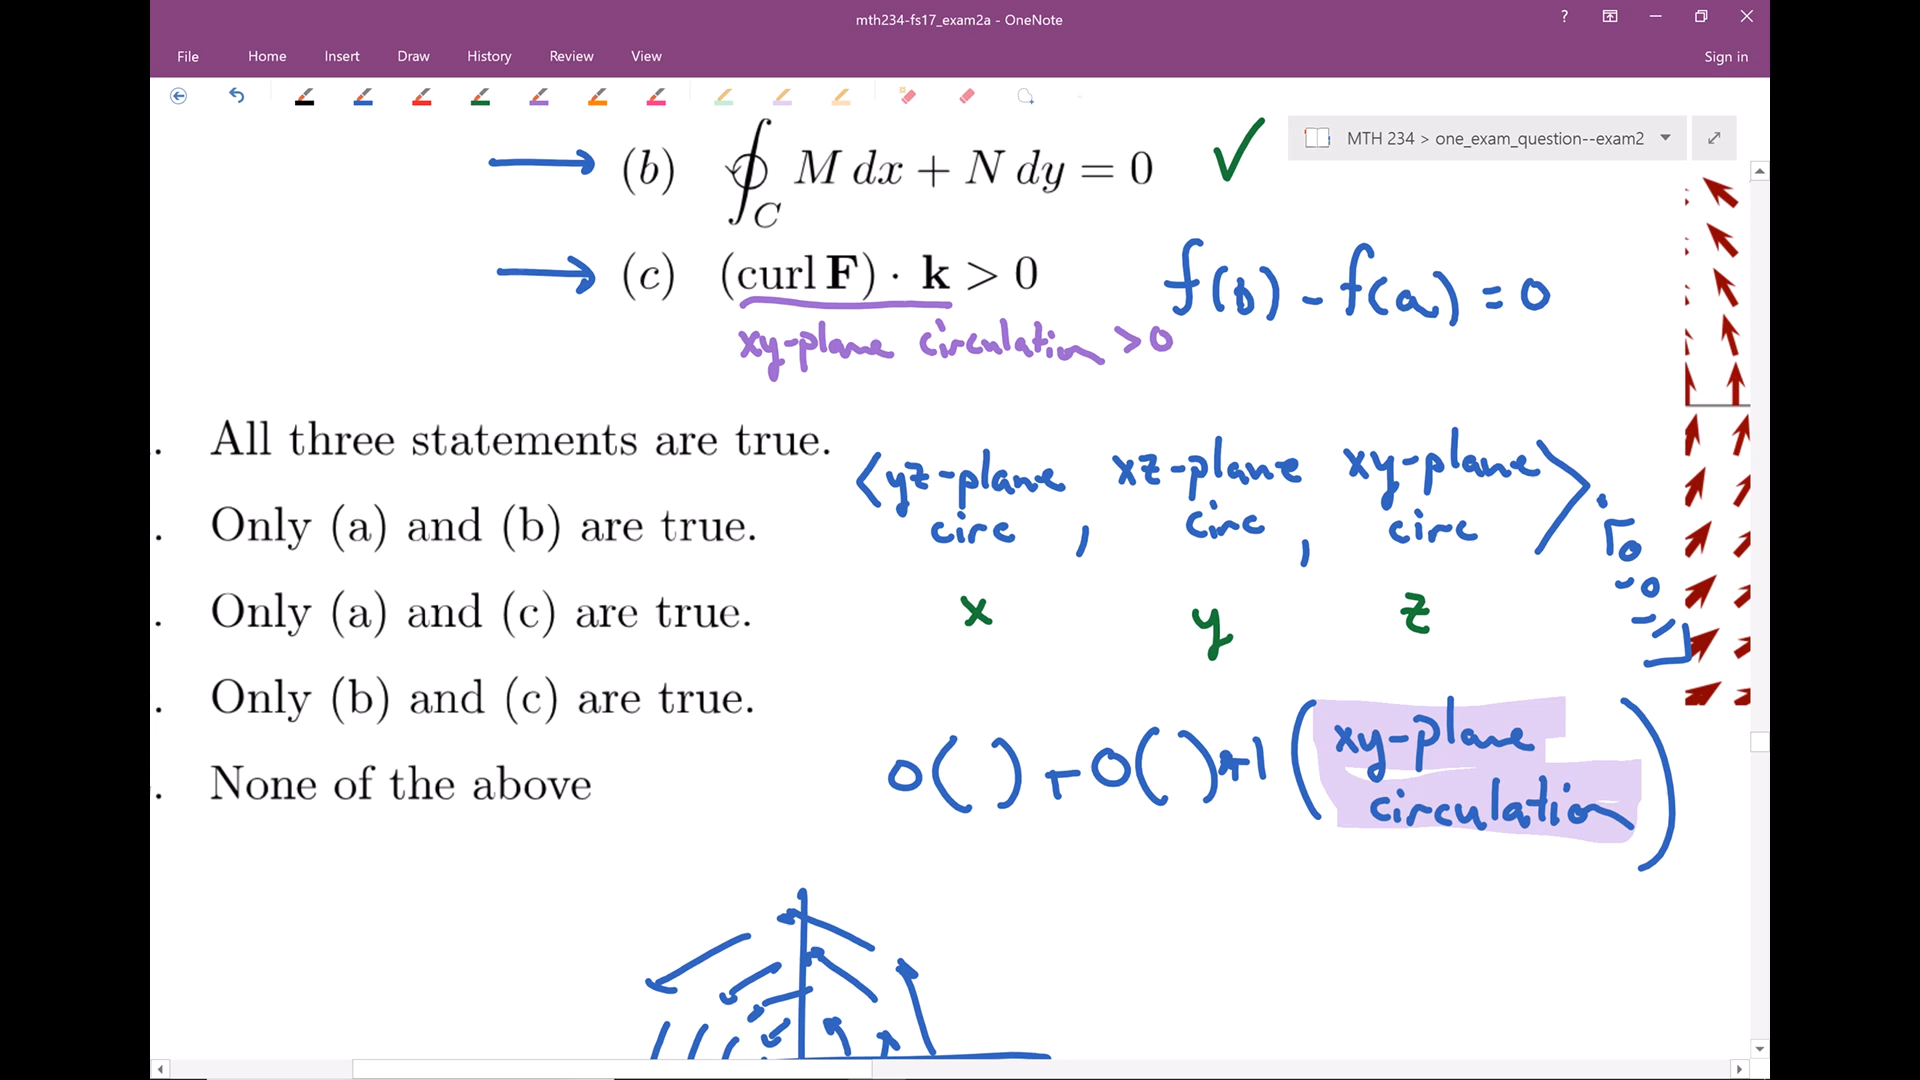 mth234-fs17_exam2a - OneNote
?
File Home Insert Draw History Review View Sign in
MTH 234 > one_exam_question--exam2
(b) ∮_C M dx + N dy = 0 ✓
(c) (curl F) · k > 0
f(b) - f(a) = 0
xy-plane circulation > 0
. All three statements are true.
<yz-plane circ, xz-plane circ, xy-plane circ> ·
[0
0
1]
. Only (a) and (b) are true.
. Only (a) and (c) are true.
x y z
. Only (b) and (c) are true.
0( ) + 0( ) + 1(xy-plane circulation)
. None of the above